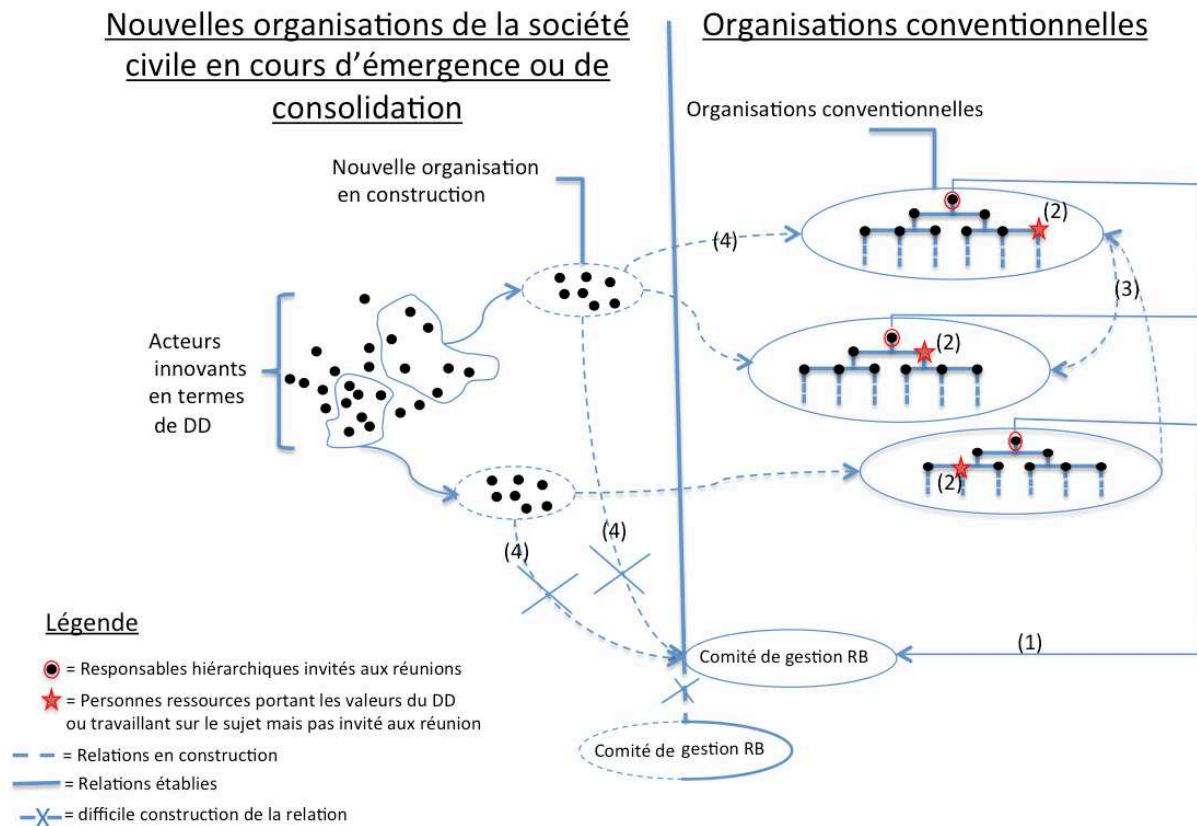 Nouvelles organisations de la société
civile en cours d'émergence ou de
consolidation
Organisations conventionnelles
Organisations conventionnelles
Nouvelle organisation
en construction
Acteurs
innovants
en termes
de DD
(2)
(4)
(3)
(2)
(2)
(4)
(4)
(1)
Comité de gestion RB
Comité de gestion RB
Légende
= Responsables hiérarchiques invités aux réunions
= Personnes ressources portant les valeurs du DD
ou travaillant sur le sujet mais pas invité aux réunion
= Relations en construction
= Relations établies
X = difficile construction de la relation